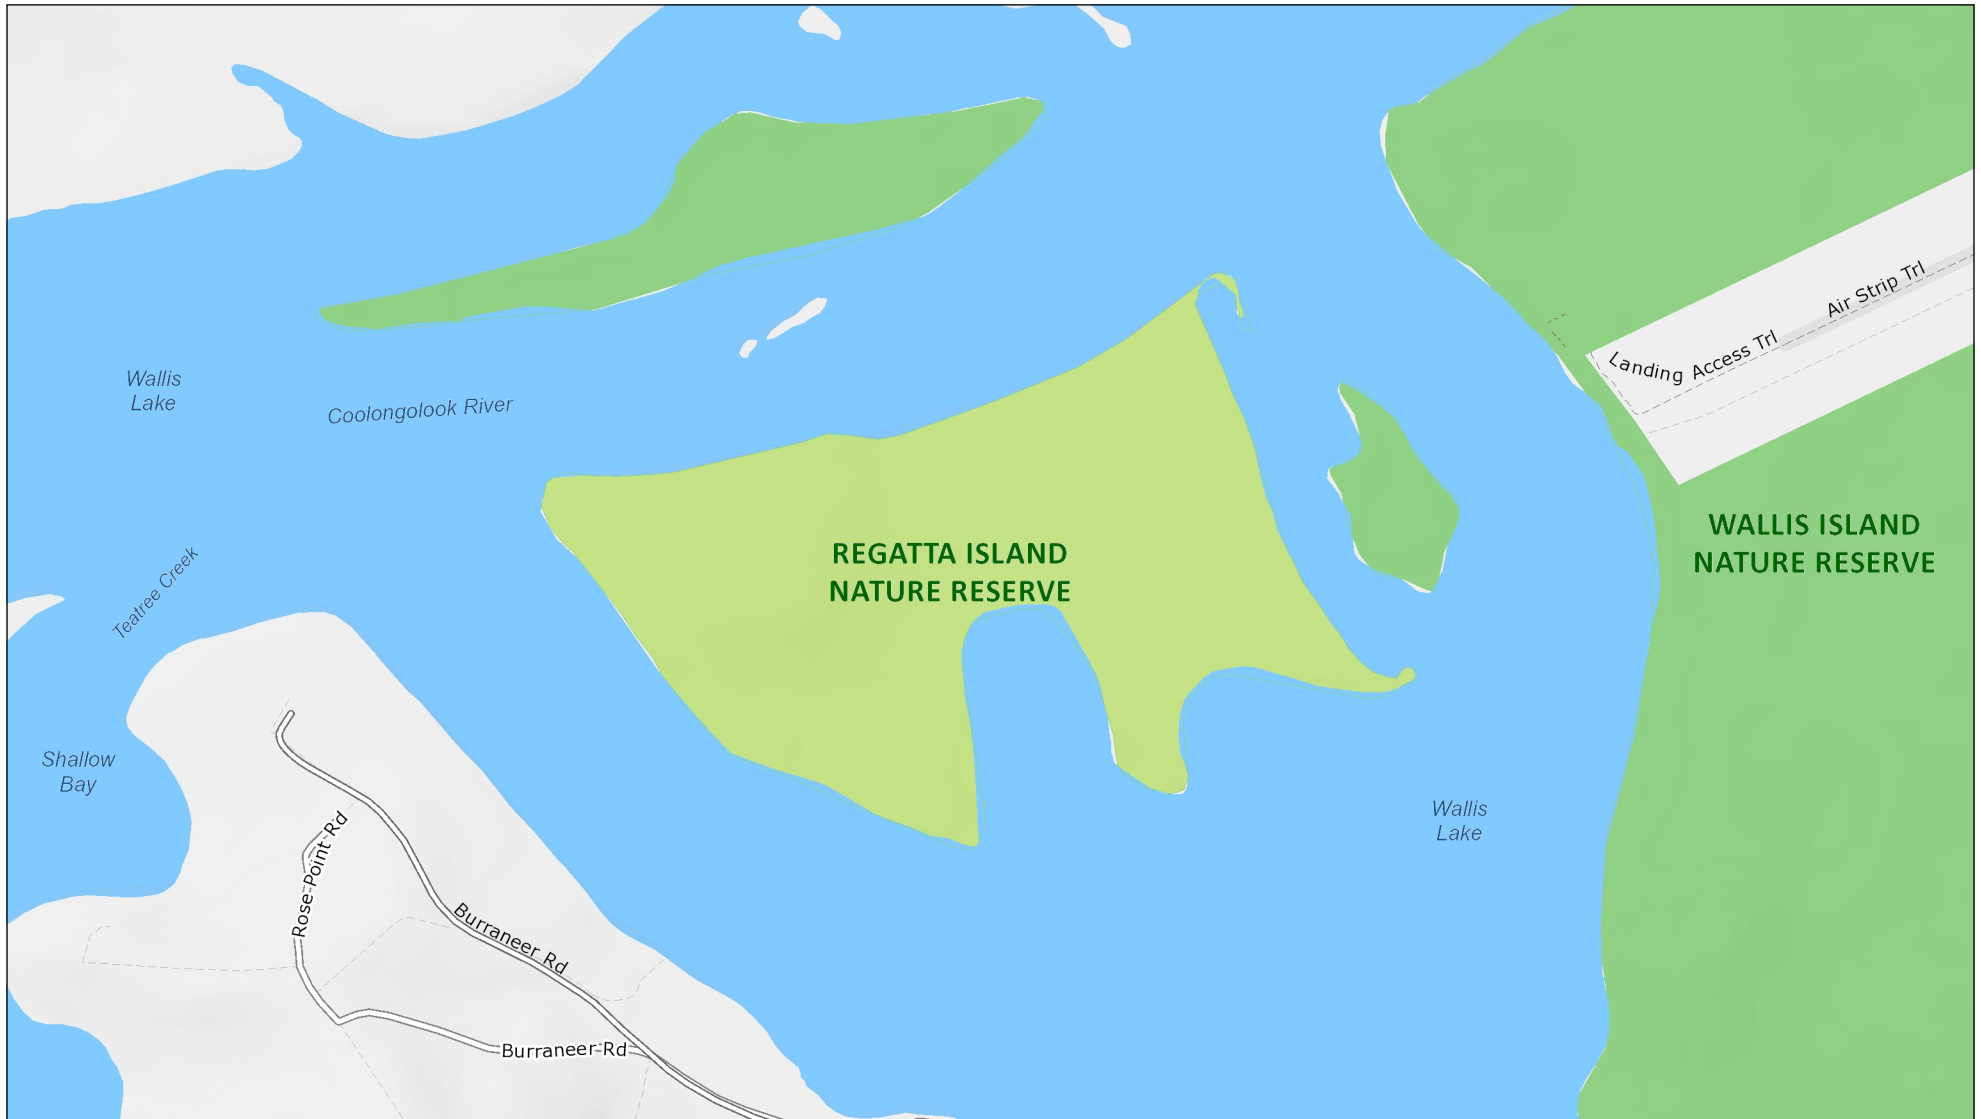 Air Strip Trl
Landing Access Trl
Wallis
Lake
Coolongolook River
WALLIS ISLAND
NATURE RESERVE
REGATTA ISLAND
NATURE RESERVE
Teatree Creek
Shallow
Bay
Wallis
Lake
Rose Point Rd
Burraneer Rd
Burraneer Rd